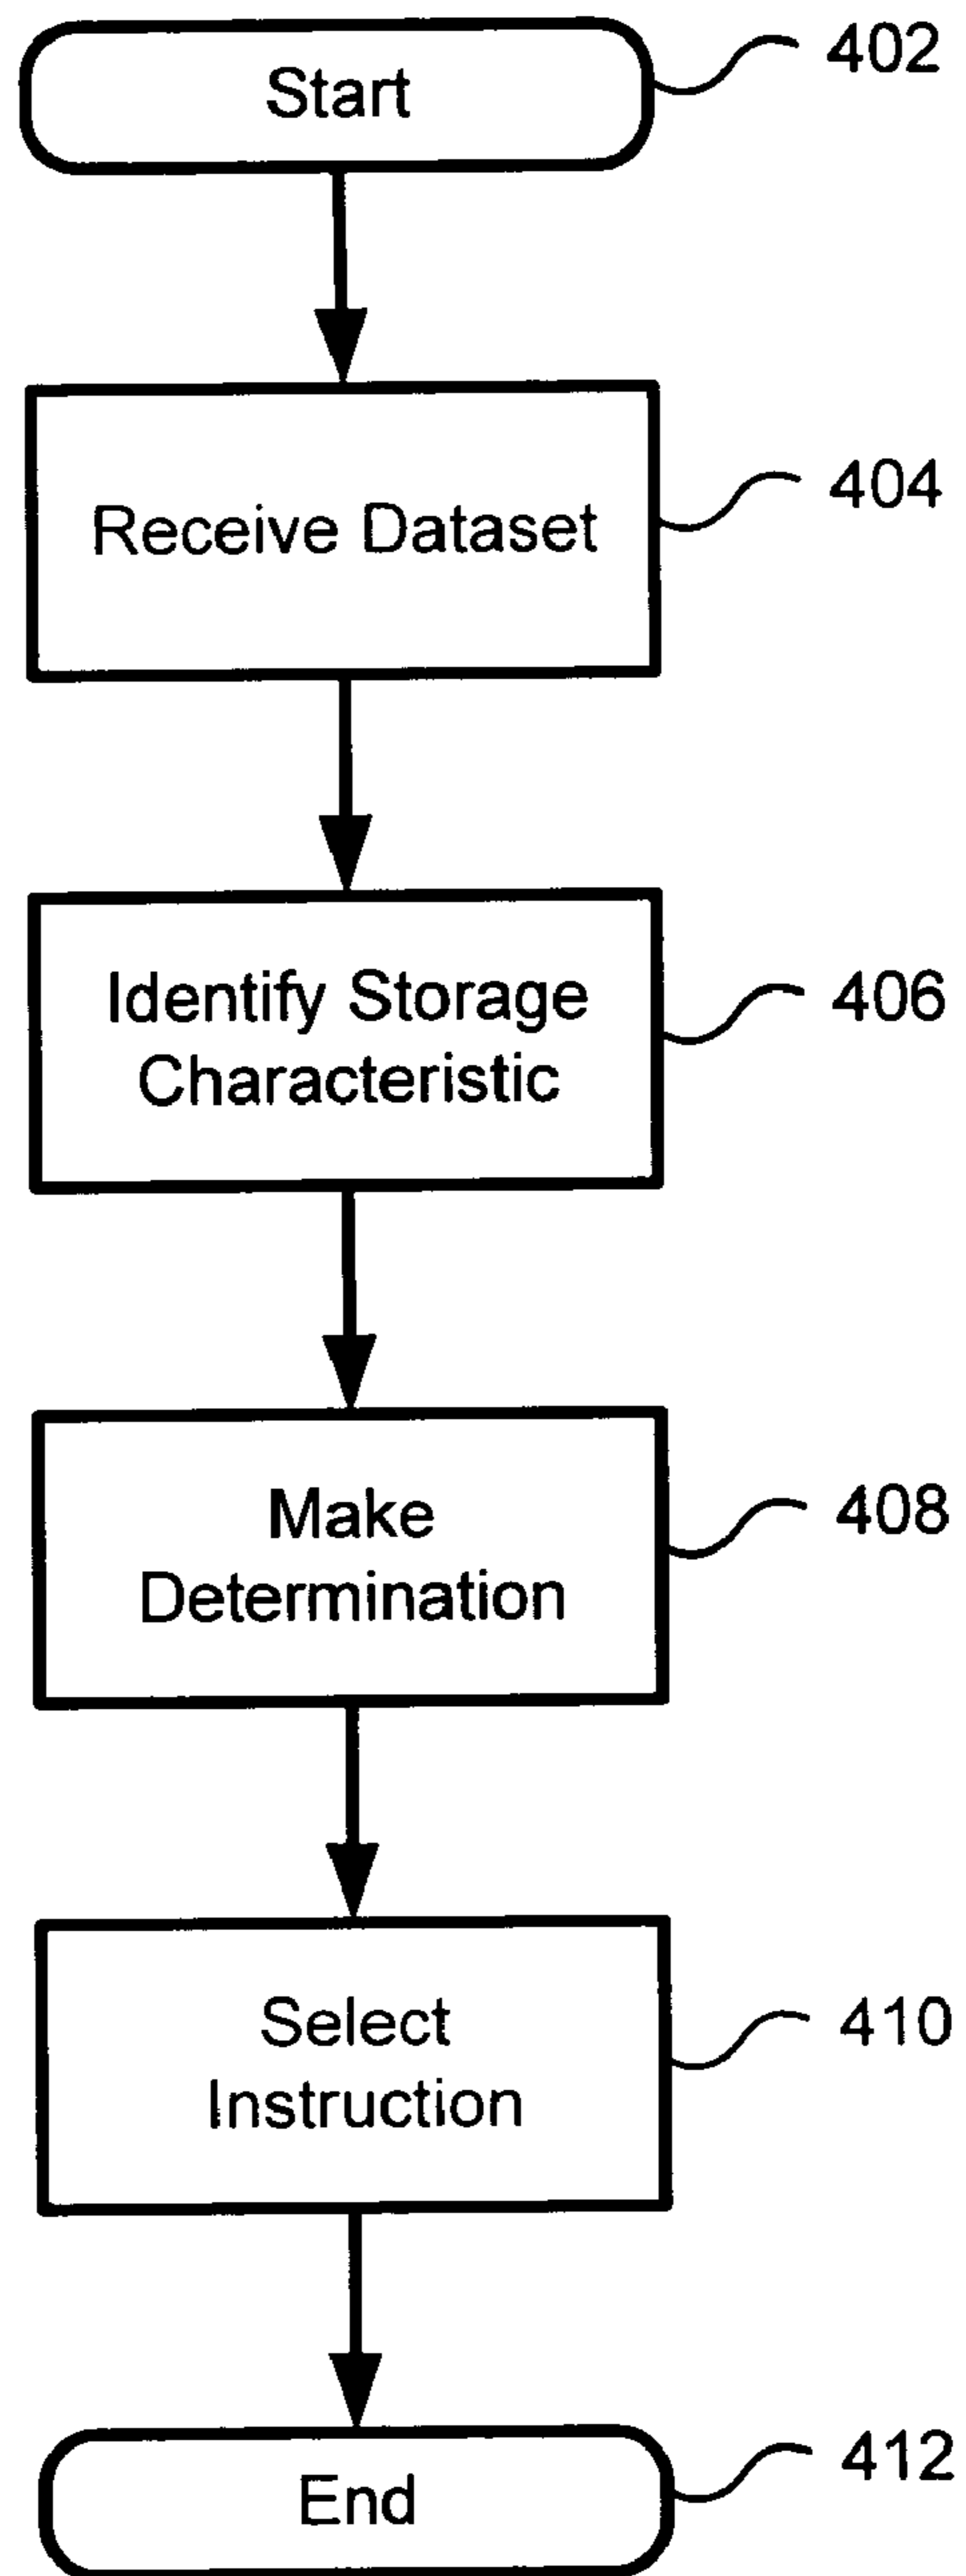 Start
402
Receive Dataset
404
Identify Storage
Characteristic
406
Make
Determination
408
Select
Instruction
410
End
412